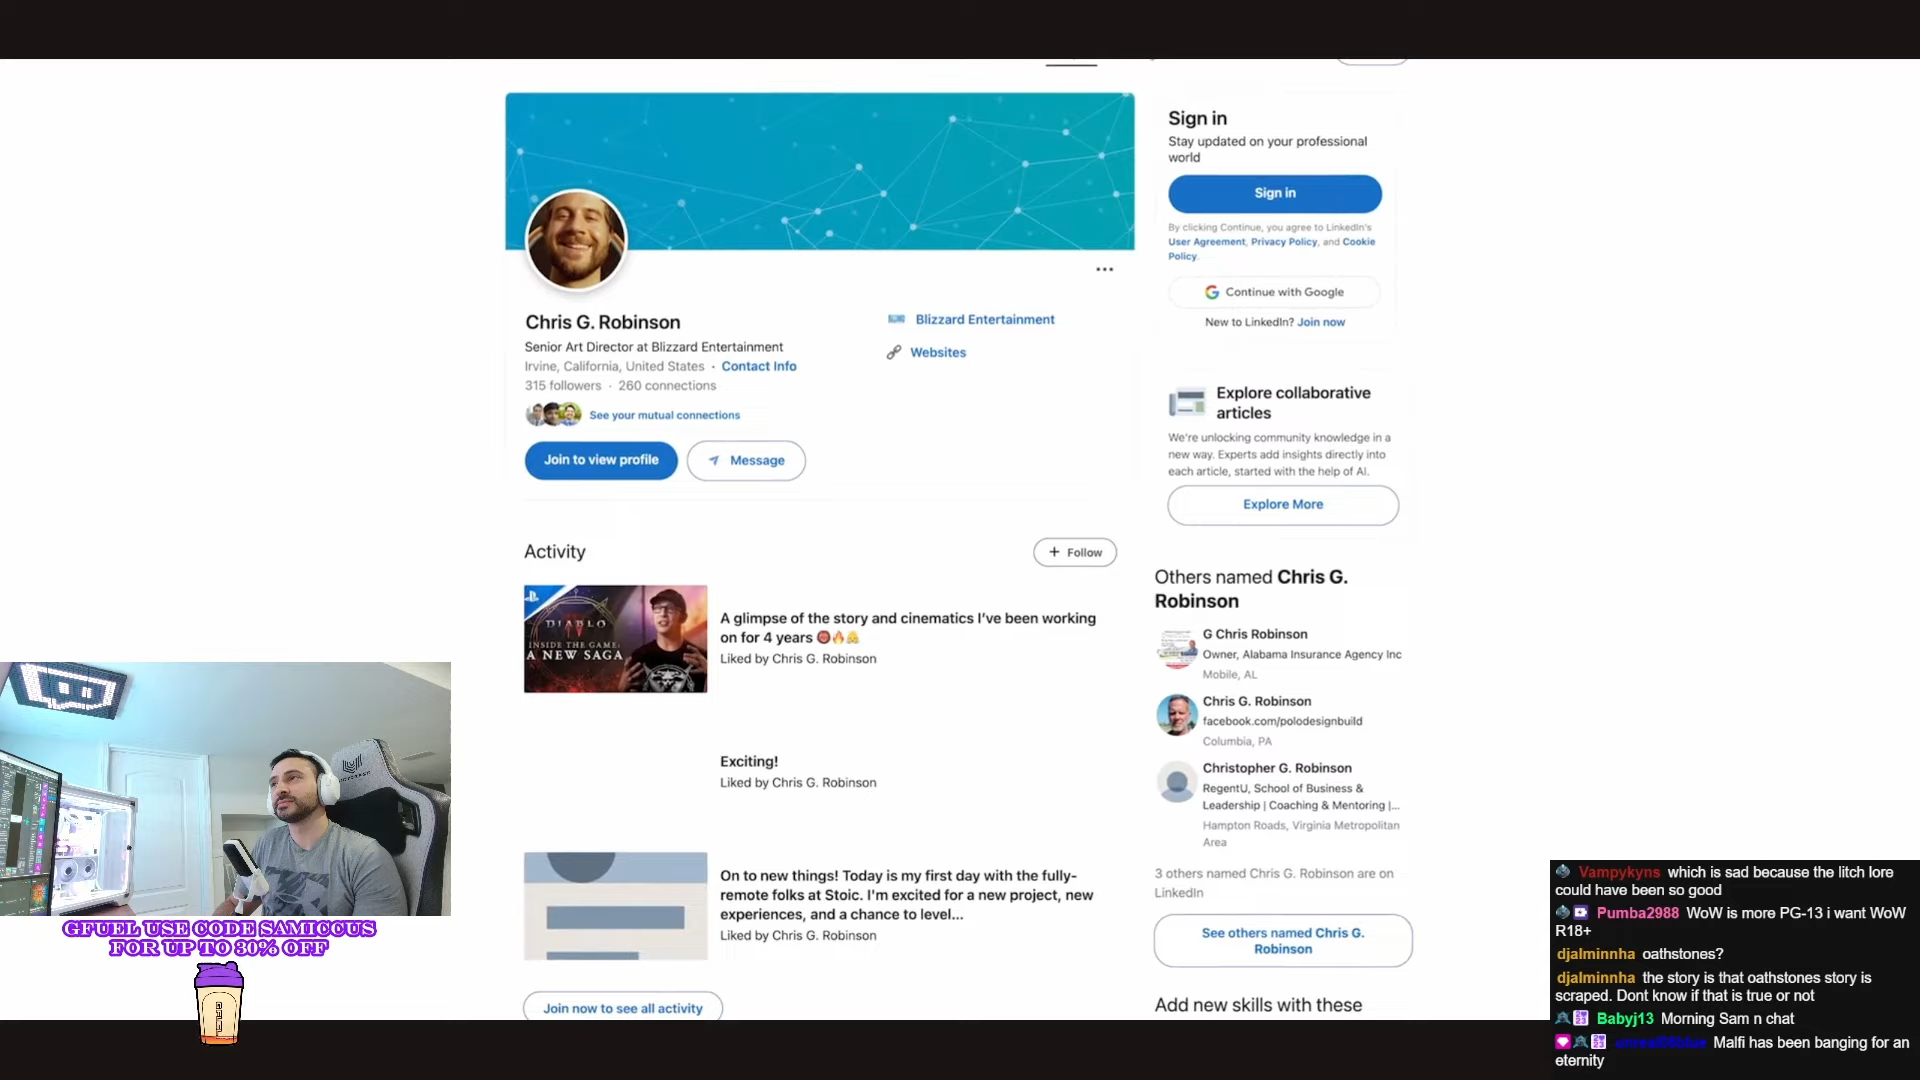 Chris G. Robinson
Senior Art Director at Blizzard Entertainment
Irvine, California, United States · Contact Info
315 followers · 260 connections
See your mutual connections
Join to view profile
Message
Blizzard Entertainment
Websites
Activity
+ Follow
DIABLO
INSIDE THE GAME:
A NEW SAGA
A glimpse of the story and cinematics I've been working
on for 4 years
Liked by Chris G. Robinson
Exciting!
Liked by Chris G. Robinson
On to new things! Today is my first day with the fully-
remote folks at Stoic. I'm excited for a new project, new
experiences, and a chance to level...
Liked by Chris G. Robinson
Join now to see all activity
Sign in
Stay updated on your professional
world
Sign in
By clicking Continue, you agree to LinkedIn's
User Agreement, Privacy Policy, and Cookie
Policy.
Continue with Google
New to LinkedIn? Join now
Explore collaborative
articles
We're unlocking community knowledge in a
new way. Experts add insights directly into
each article, started with the help of AI.
Explore More
Others named Chris G.
Robinson
G Chris Robinson
Owner, Alabama Insurance Agency Inc
Mobile, AL
Chris G. Robinson
facebook.com/polodesignbuild
Columbia, PA
Christopher G. Robinson
RegentU, School of Business &
Leadership | Coaching & Mentoring |...
Hampton Roads, Virginia Metropolitan
Area
3 others named Chris G. Robinson are on
LinkedIn
See others named Chris G.
Robinson
Add new skills with these
GFUEL USE CODE SAMICCUS
FOR UP TO 30% OFF
Vampykyns which is sad because the litch lore
could have been so good
Pumba2988 WoW is more PG-13 i want WoW
R18+
djalminnha oathstones?
djalminnha the story is that oathstones story is
scraped. Dont know if that is true or not
Babyj13 Morning Sam n chat
Malfi has been banging for an
eternity